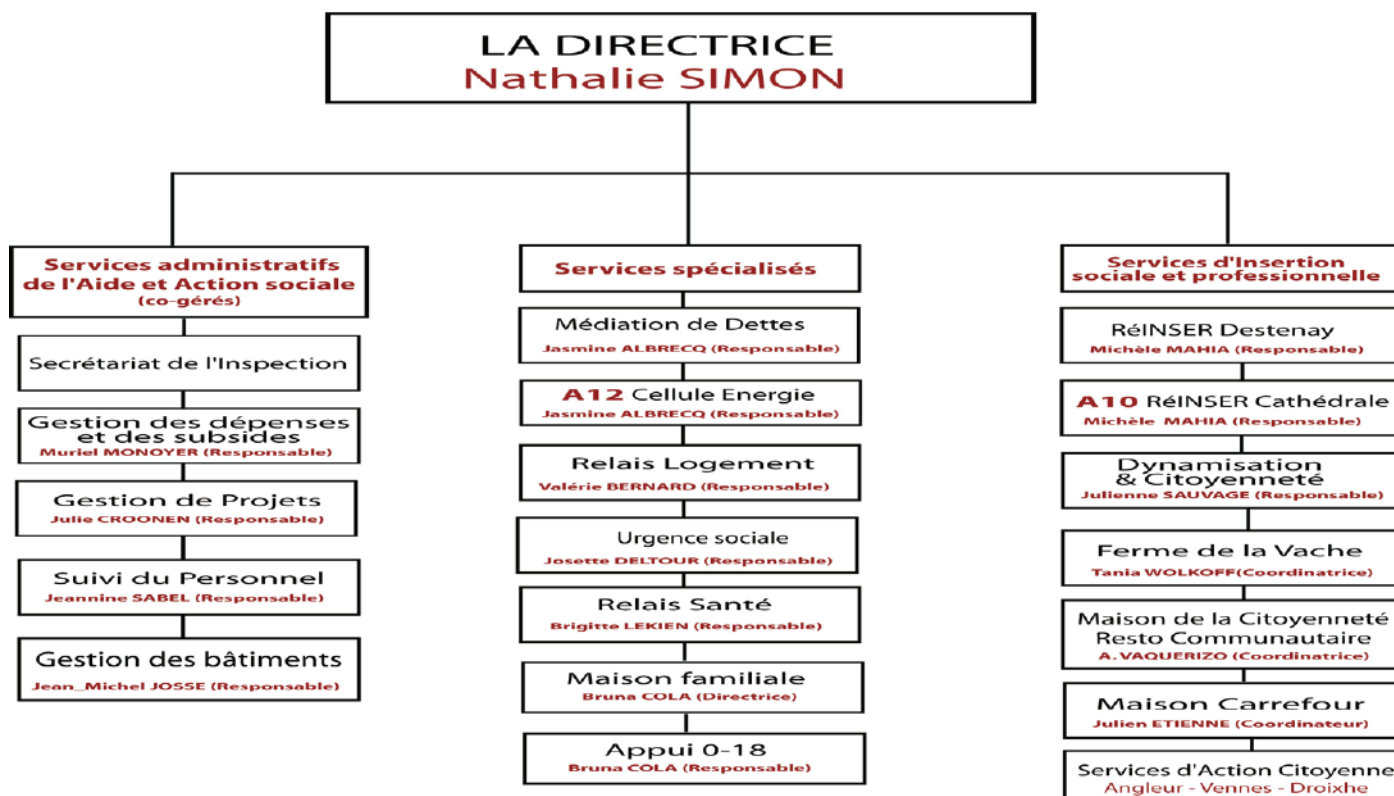 LA DIRECTRICE
Nathalie SIMON
Services administratifs
de l'Aide et Action sociale
(co-gérés)
Secrétariat de l'Inspection
Gestion des dépenses
et des subsides
Muriel MONOYER (Responsable)
Gestion de Projets
Julie CROONEN (Responsable)
Suivi du Personnel
Jeannine SABEL (Responsable)
Gestion des bâtiments
Jean_Michel JOSSE (Responsable)
Services spécialisés
Médiation de Dettes
Jasmine ALBRECQ (Responsable)
A12 Cellule Energie
Jasmine ALBRECQ (Responsable)
Relais Logement
Valérie BERNARD (Responsable)
Urgence sociale
Josette DELTOUR (Responsable)
Relais Santé
Brigitte LEKIEN (Responsable)
Maison familiale
Bruna COLA (Directrice)
Appui 0-18
Bruna COLA (Responsable)
Services d'Insertion
sociale et professionnelle
RéINSER Destenay
Michèle MAHIA (Responsable)
A10 RéINSER Cathédrale
Michèle MAHIA (Responsable)
Dynamisation
& Citoyenneté
Julienne SAUVAGE (Responsable)
Ferme de la Vache
Tania WOLKOFF(Coordinatrice)
Maison de la Citoyenneté
Resto Communautaire
A. VAQUERIZO (Coordinatrice)
Maison Carrefour
Julien ETIENNE (Coordinateur)
Services d'Action Citoyenne
Angleur - Vennes - Droixhe